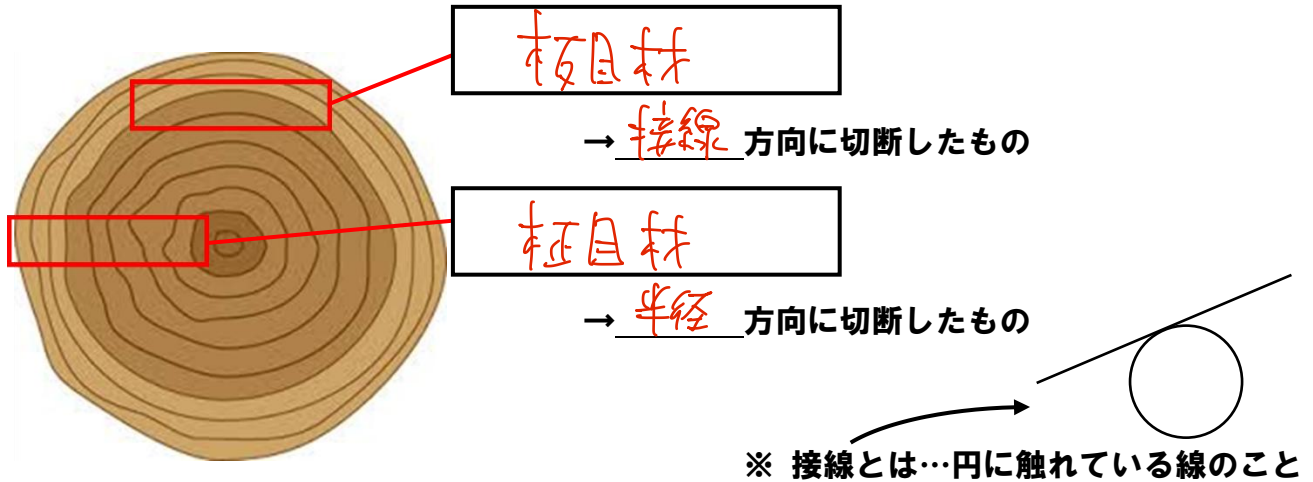 板目材
→接線方向に切断したもの
柾目材
→半径方向に切断したもの
※ 接線とは…円に触れている線のこと